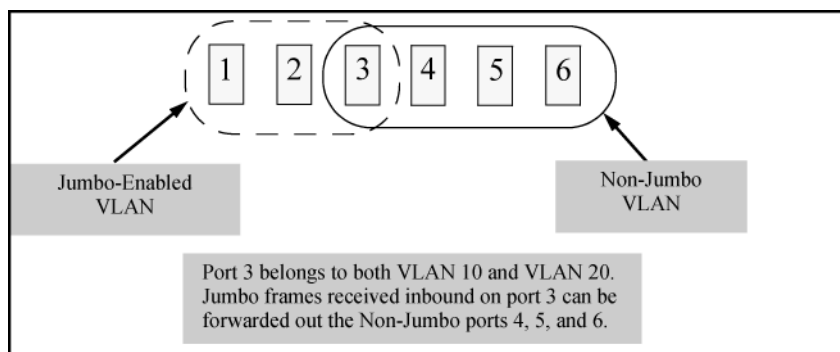 1 2 3 4 5 6
Jumbo-Enabled
VLAN
Non-Jumbo
VLAN
Port 3 belongs to both VLAN 10 and VLAN 20.
Jumbo frames received inbound on port 3 can be
forwarded out the Non-Jumbo ports 4, 5, and 6.